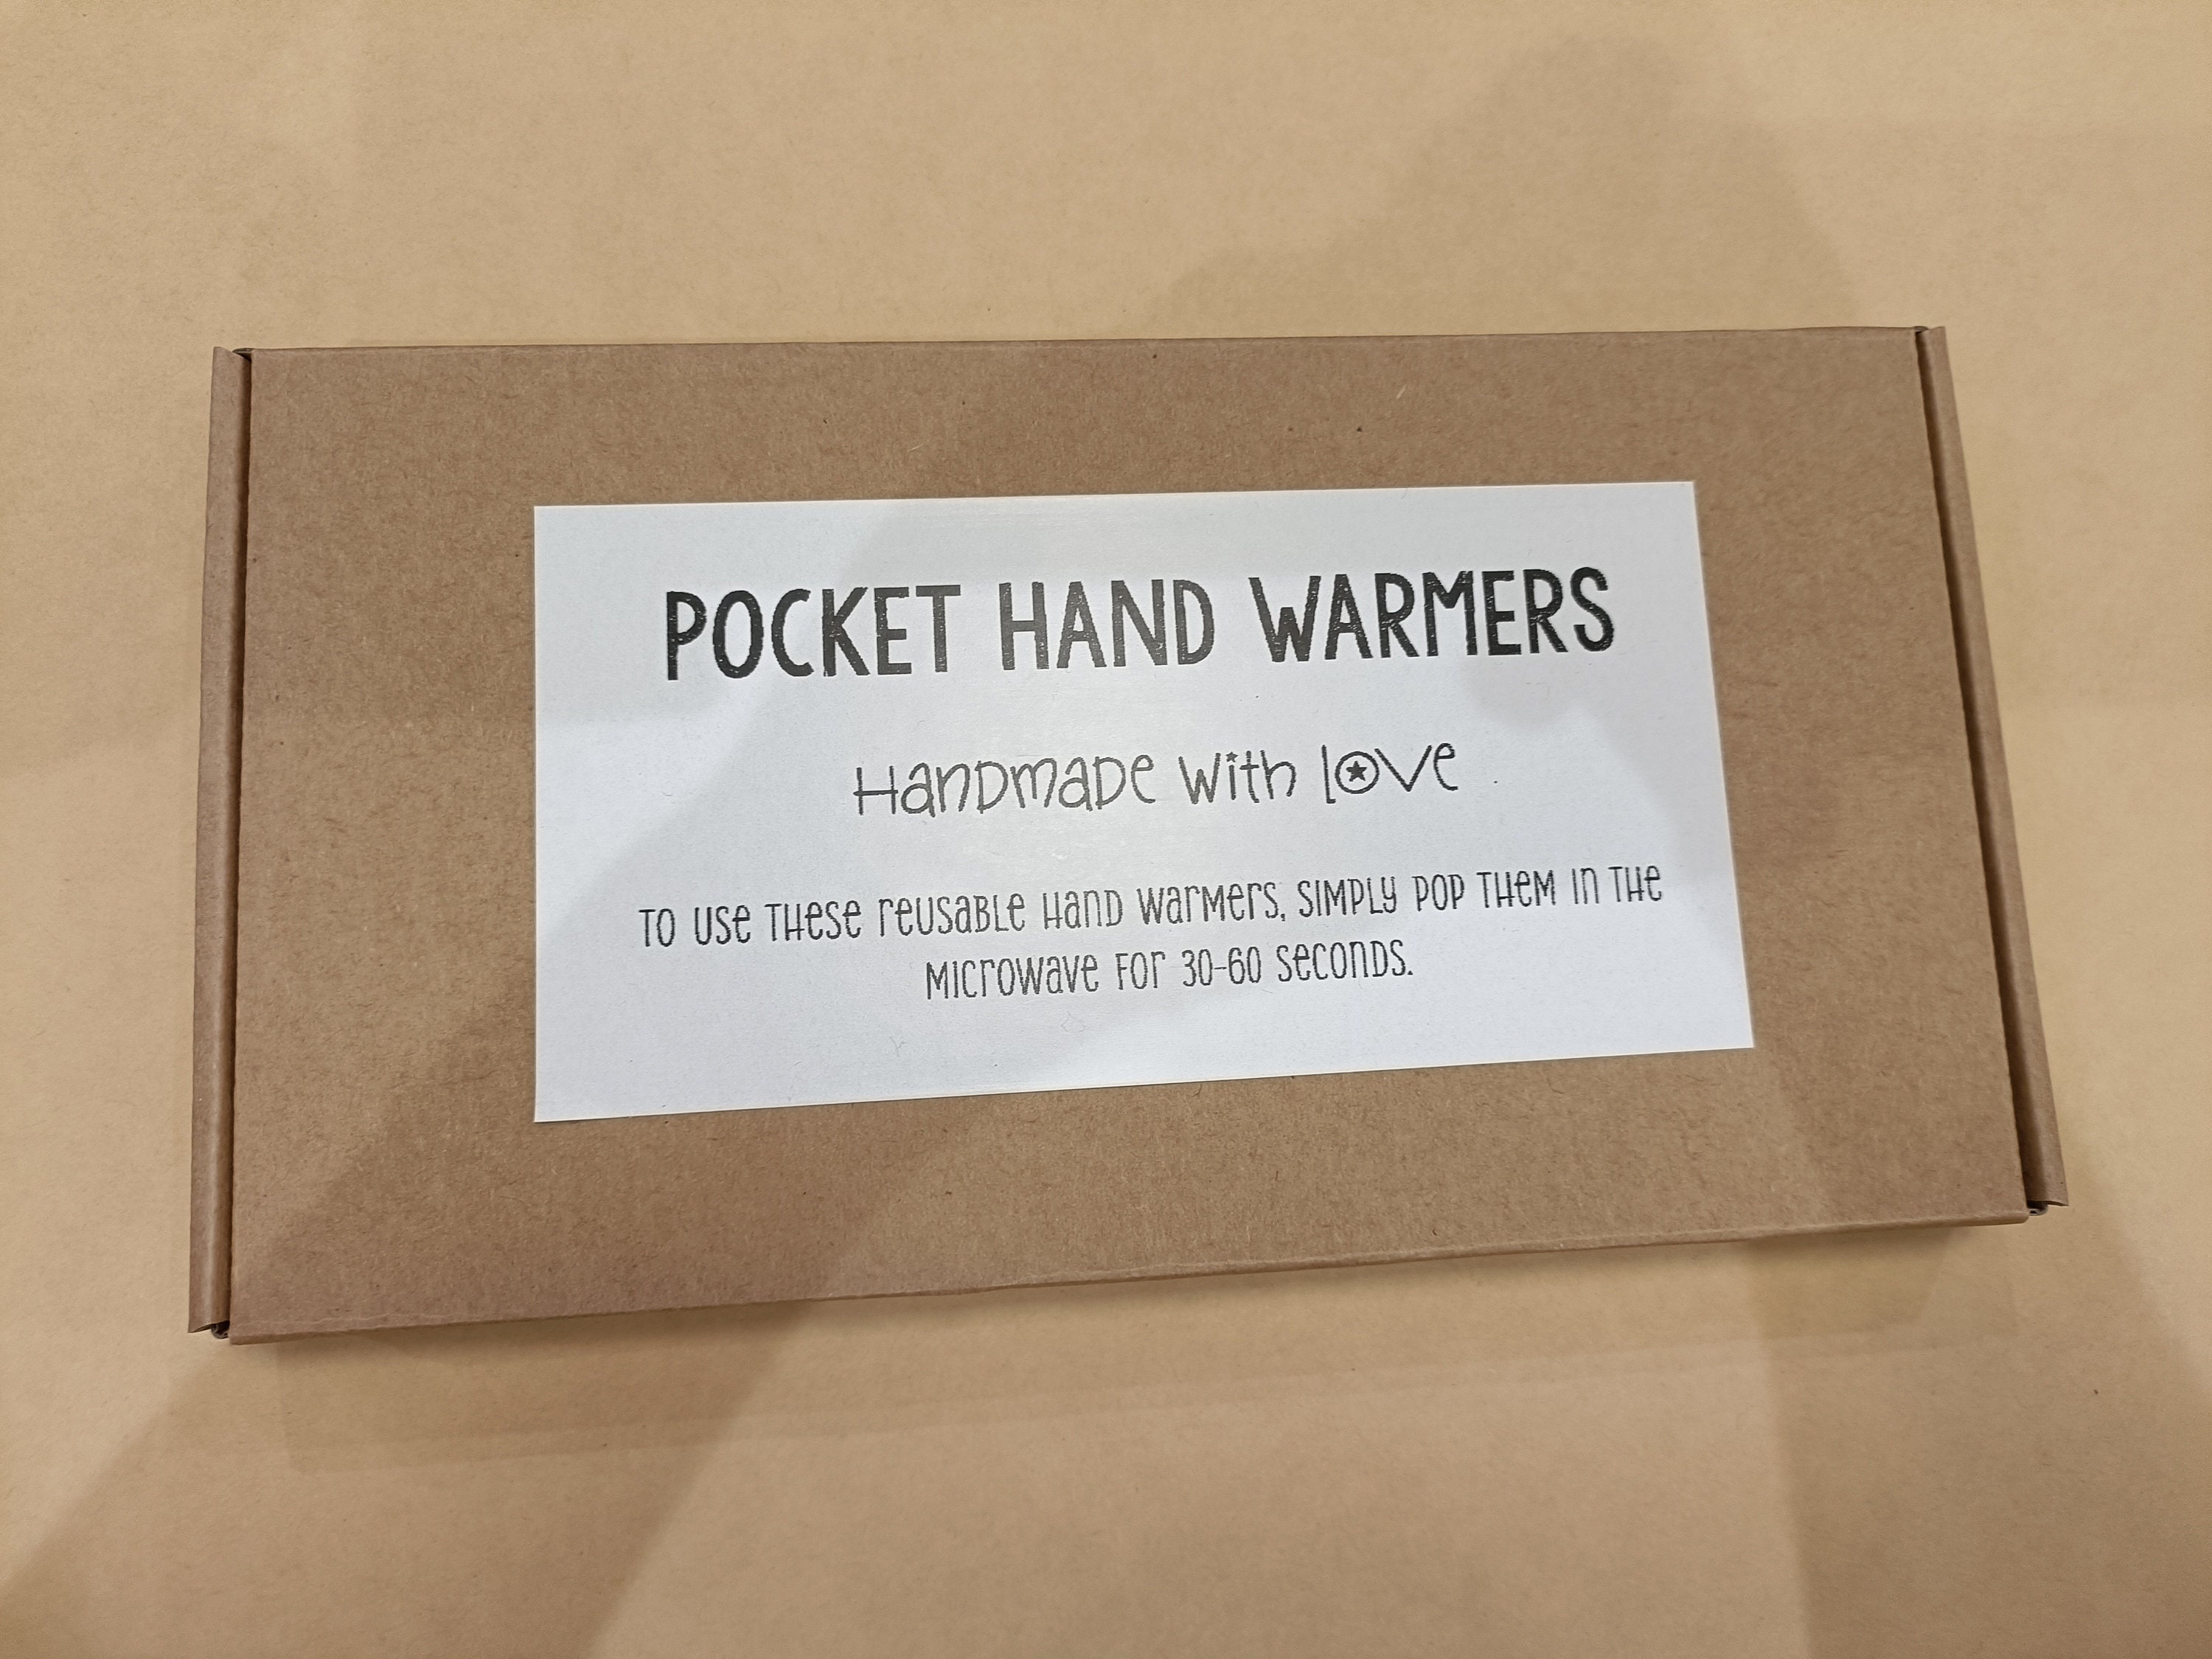 POCKET HAND WARMERS
Handmade with love
TO USE THESE REUSABLE HAND WARMERS, SIMPLY POP THEM IN THE
MICROWAVE FOR 30-60 SECONDS.